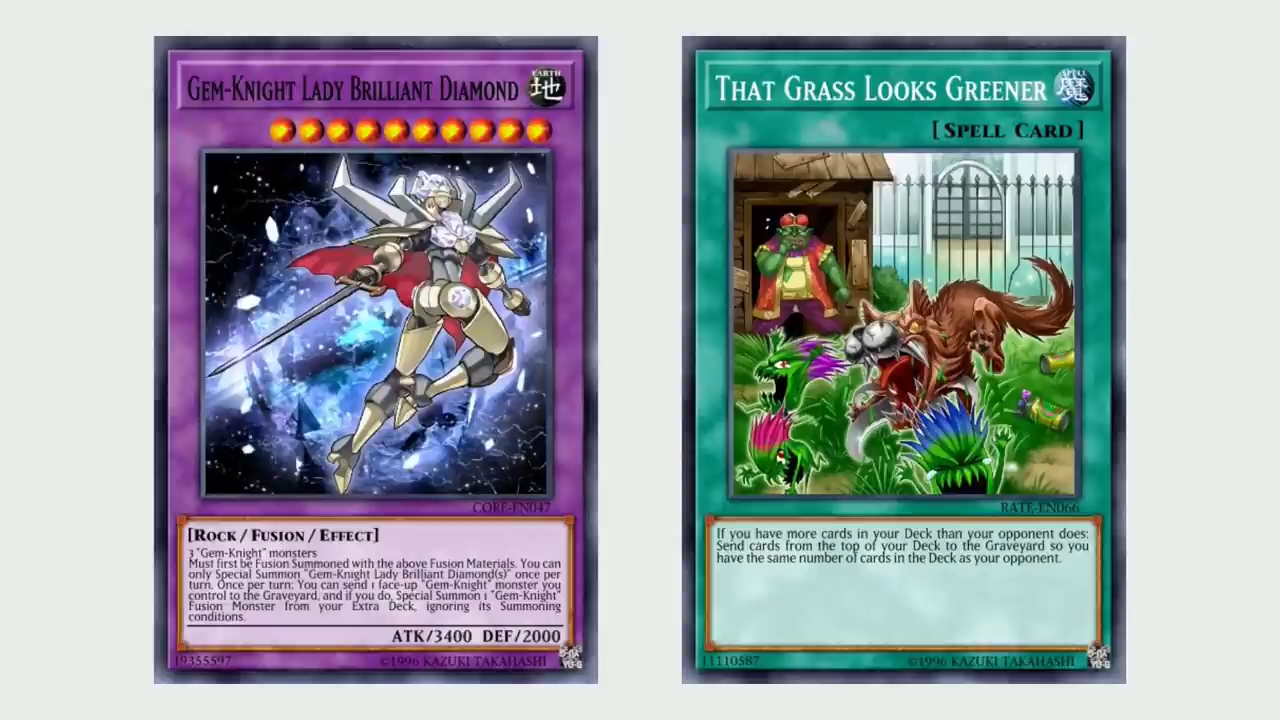 GEM-KNIGHT LADY BRILLIANT DIAMOND
EARTH
地
CORE-EN047
[ROCK / FUSION / EFFECT]
3 "Gem-Knight" monsters
Must first be Fusion Summoned with the above Fusion Materials. You can
only Special Summon "Gem-Knight Lady Brilliant Diamond(s)" once per
turn. Once per turn: You can send 1 face-up "Gem-Knight" monster you
control to the Graveyard, and if you do, Special Summon 1 "Gem-Knight"
Fusion Monster from your Extra Deck, ignoring its Summoning
conditions.
ATK/3400 DEF/2000
19355597
©1996 KAZUKI TAKAHASHI
THAT GRASS LOOKS GREENER
SPELL
魔
[SPELL CARD]
RATE-EN066
If you have more cards in your Deck than your opponent does:
Send cards from the top of your Deck to the Graveyard so you
have the same number of cards in the Deck as your opponent.
11110587
©1996 KAZUKI TAKAHASHI